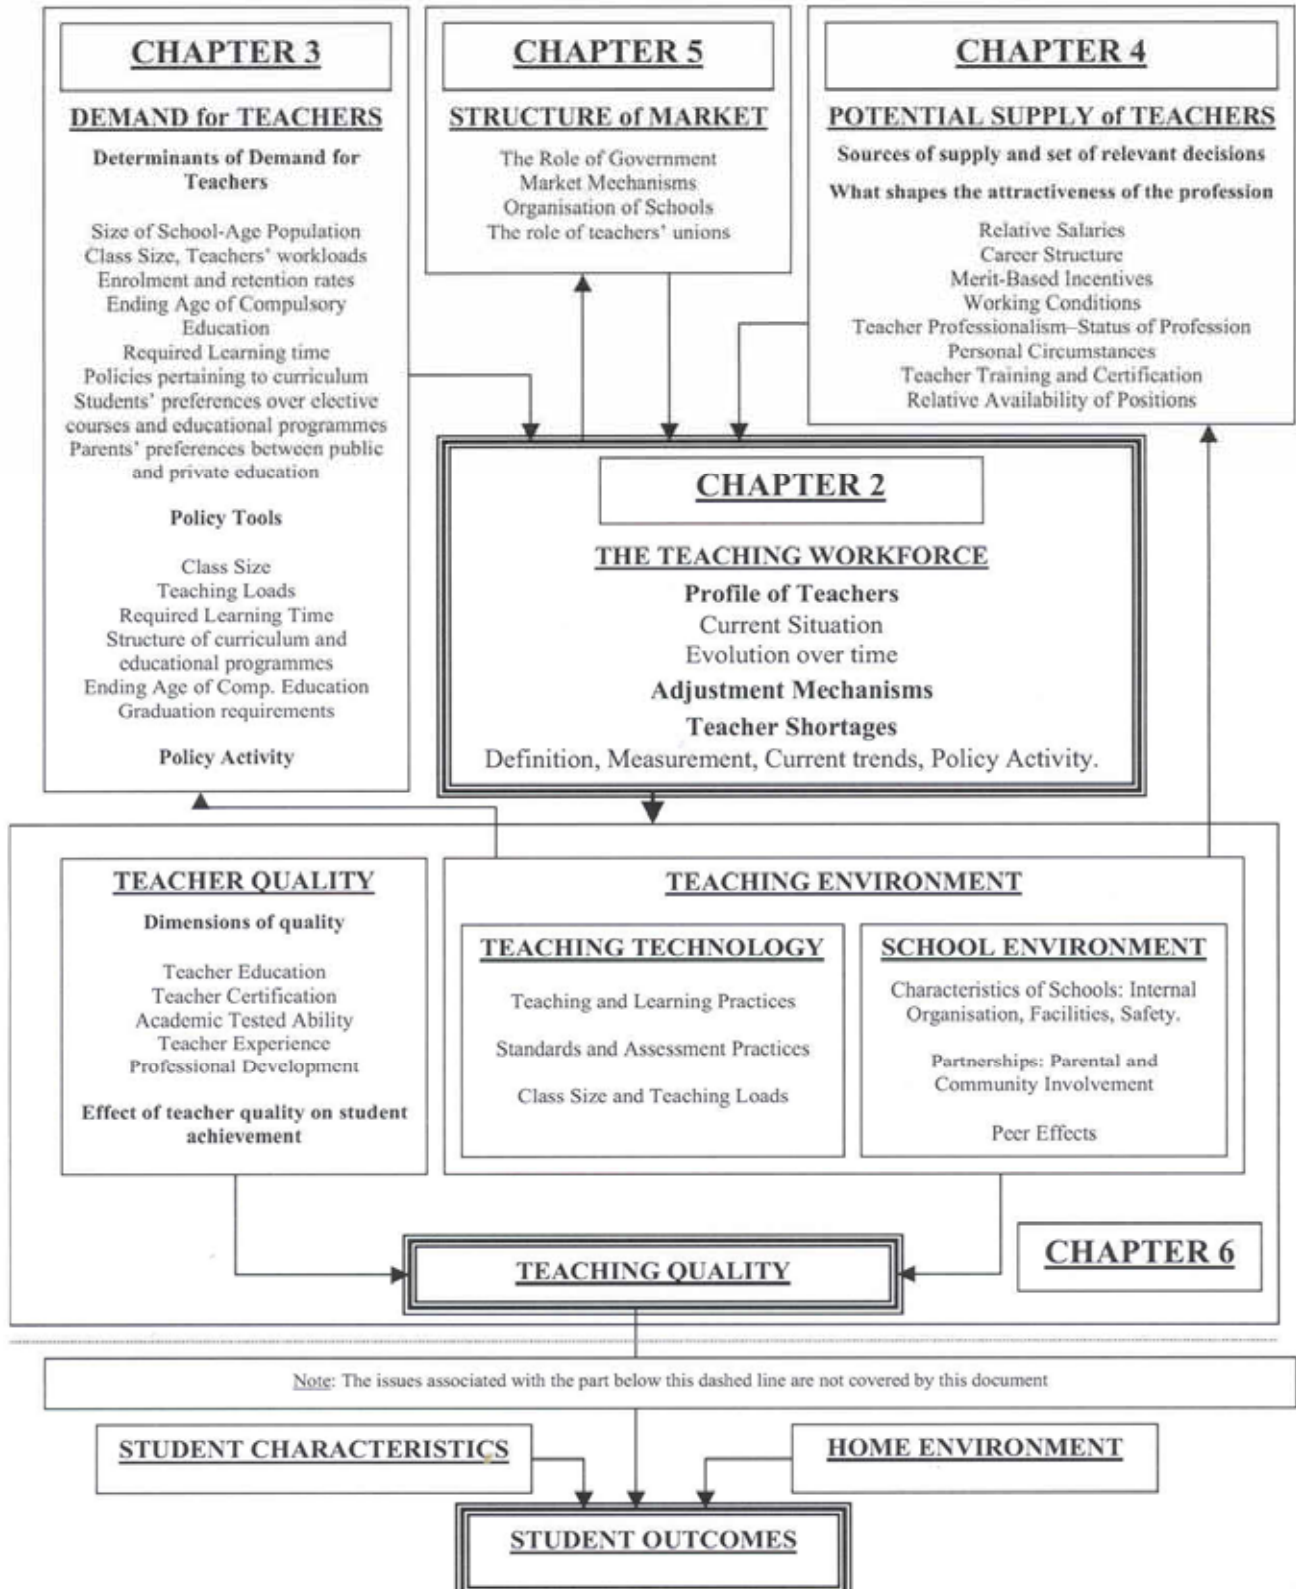 CHAPTER 3
DEMAND for TEACHERS
Determinants of Demand for
Teachers
Size of School-Age Population
Class Size, Teachers' workloads
Enrolment and retention rates
Ending Age of Compulsory
Education
Required Learning time
Policies pertaining to curriculum
Students' preferences over elective
courses and educational programmes
Parents' preferences between public
and private education
Policy Tools
Class Size
Teaching Loads
Required Learning Time
Structure of curriculum and
educational programmes
Ending Age of Comp. Education
Graduation requirements
Policy Activity
CHAPTER 5
STRUCTURE of MARKET
The Role of Government
Market Mechanisms
Organisation of Schools
The role of teachers' unions
CHAPTER 4
POTENTIAL SUPPLY of TEACHERS
Sources of supply and set of relevant decisions
What shapes the attractiveness of the profession
Relative Salaries
Career Structure
Merit-Based Incentives
Working Conditions
Teacher Professionalism–Status of Profession
Personal Circumstances
Teacher Training and Certification
Relative Availability of Positions
CHAPTER 2
THE TEACHING WORKFORCE
Profile of Teachers
Current Situation
Evolution over time
Adjustment Mechanisms
Teacher Shortages
Definition, Measurement, Current trends, Policy Activity.
TEACHER QUALITY
Dimensions of quality
Teacher Education
Teacher Certification
Academic Tested Ability
Teacher Experience
Professional Development
Effect of teacher quality on student
achievement
TEACHING ENVIRONMENT
TEACHING TECHNOLOGY
Teaching and Learning Practices
Standards and Assessment Practices
Class Size and Teaching Loads
SCHOOL ENVIRONMENT
Characteristics of Schools: Internal
Organisation, Facilities, Safety.
Partnerships: Parental and
Community Involvement
Peer Effects
CHAPTER 6
TEACHING QUALITY
Note: The issues associated with the part below this dashed line are not covered by this document
STUDENT CHARACTERISTICS
HOME ENVIRONMENT
STUDENT OUTCOMES